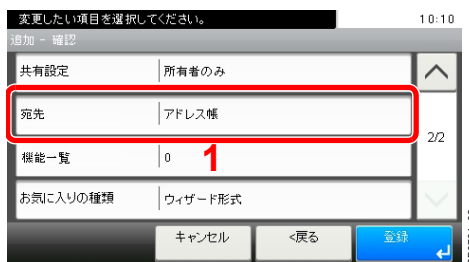 変更したい項目を選択してください。 10:10
追加 - 確認
共有設定 所有者のみ
宛先 アドレス帳
2/2
機能一覧 0 1
お気に入りの種類 ウィザード形式
キャンセル <戻る 登録